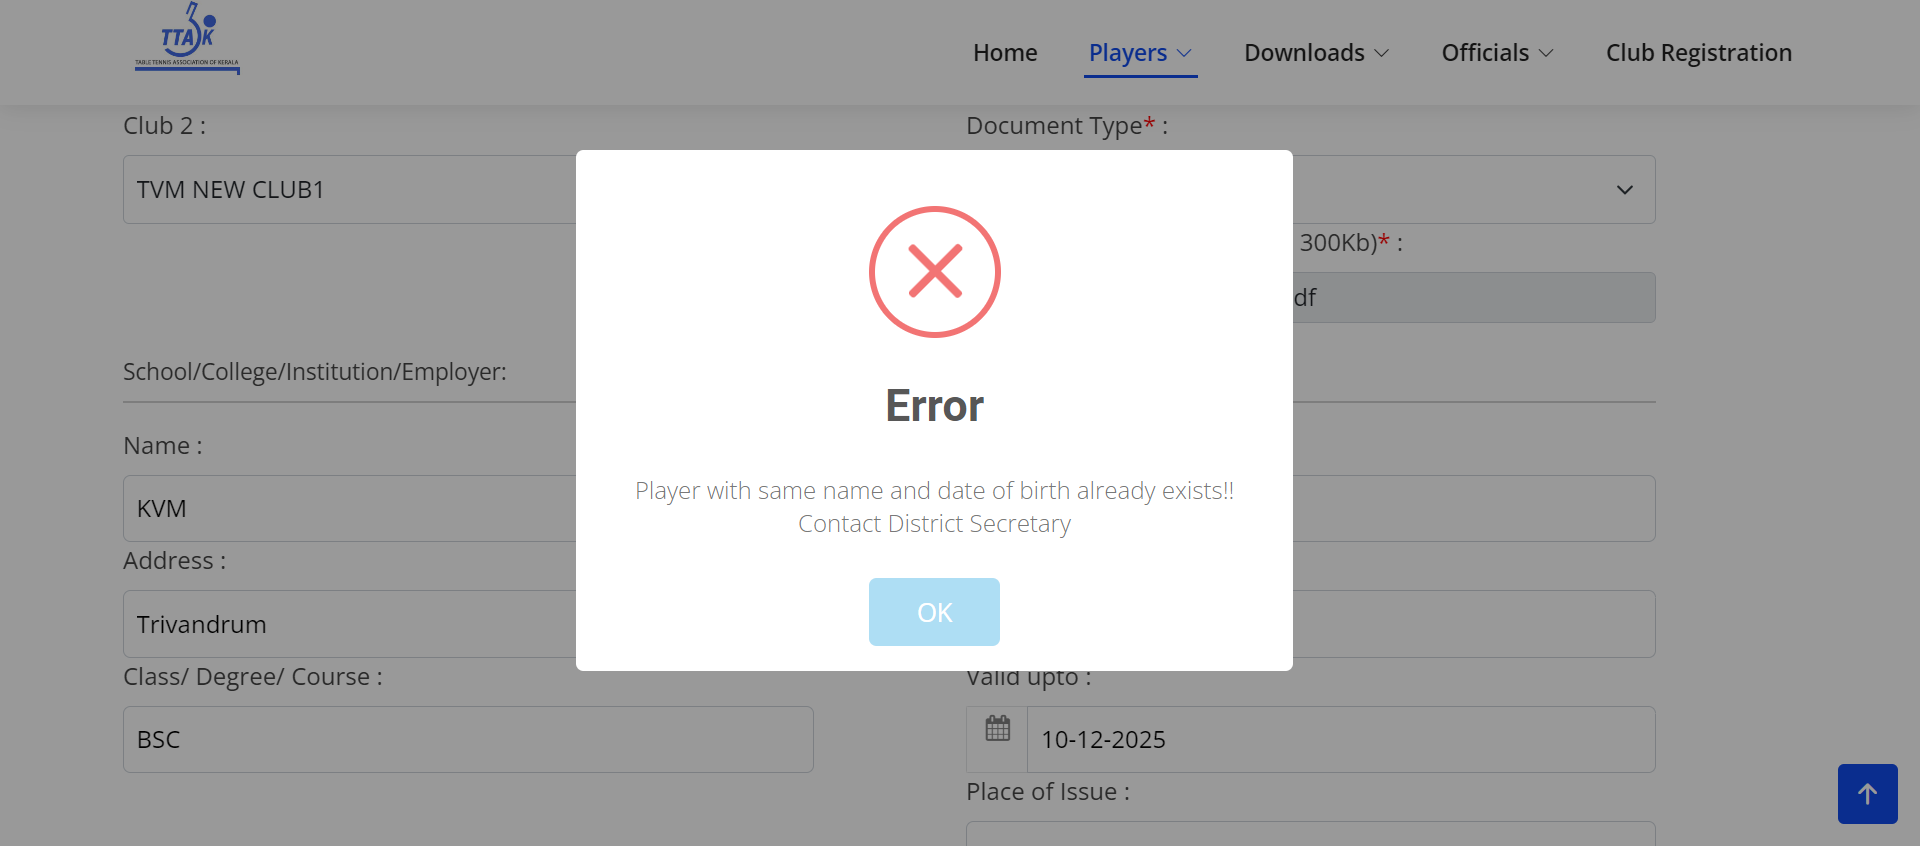 TTAK
TABLE TENNIS ASSOCIATION OF KERALA
Home
Players
Downloads
Officials
Club Registration
Club 2 :
Document Type* :
TVM NEW CLUB1
300Kb)* :
df
School/College/Institution/Employer:
Name :
KVM
Address :
Trivandrum
Class/ Degree/ Course :
Valid upto :
BSC
10-12-2025
Place of Issue :
Error
Player with same name and date of birth already exists!!
Contact District Secretary
OK